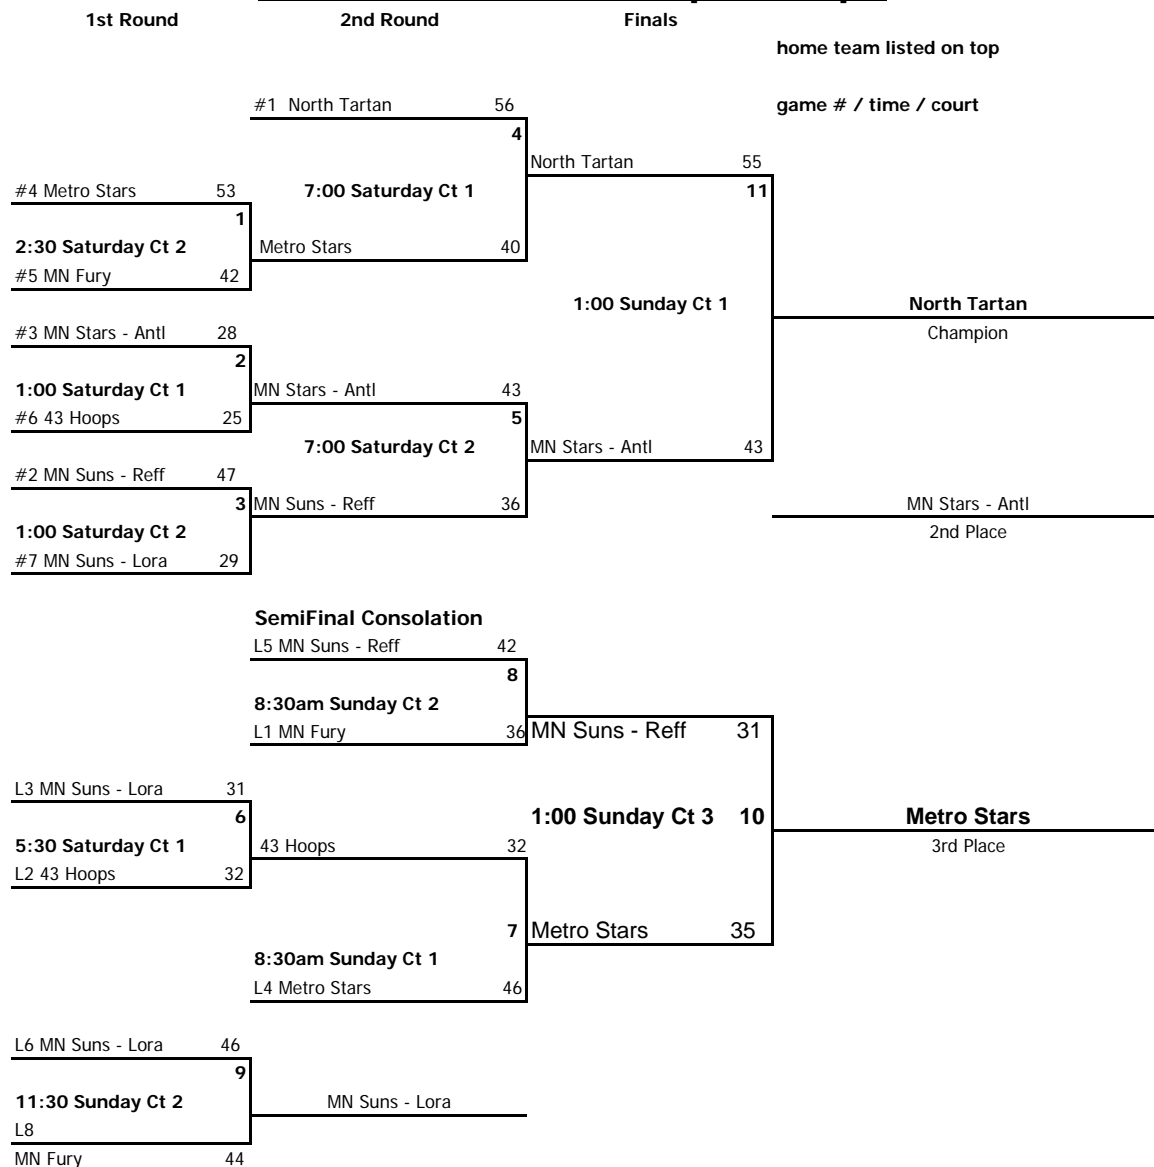 1st Round 2nd Round Finals
home team listed on top
#1 North Tartan 56 game # / time / court
4
North Tartan 55
#4 Metro Stars 53 7:00 Saturday Ct 1 11
1
2:30 Saturday Ct 2 Metro Stars 40
#5 MN Fury 42
1:00 Sunday Ct 1 North Tartan
#3 MN Stars - Antl 28 Champion
2
1:00 Saturday Ct 1 MN Stars - Antl 43
#6 43 Hoops 25 5
7:00 Saturday Ct 2 MN Stars - Antl 43
#2 MN Suns - Reff 47
3 MN Suns - Reff 36 MN Stars - Antl
1:00 Saturday Ct 2 2nd Place
#7 MN Suns - Lora 29
SemiFinal Consolation
L5 MN Suns - Reff 42
8
8:30am Sunday Ct 2
L1 MN Fury 36 MN Suns - Reff 31
L3 MN Suns - Lora 31
6 1:00 Sunday Ct 3 10 Metro Stars
5:30 Saturday Ct 1 43 Hoops 32 3rd Place
L2 43 Hoops 32
7 Metro Stars 35
8:30am Sunday Ct 1
L4 Metro Stars 46
L6 MN Suns - Lora 46
9
11:30 Sunday Ct 2 MN Suns - Lora
L8
MN Fury 44